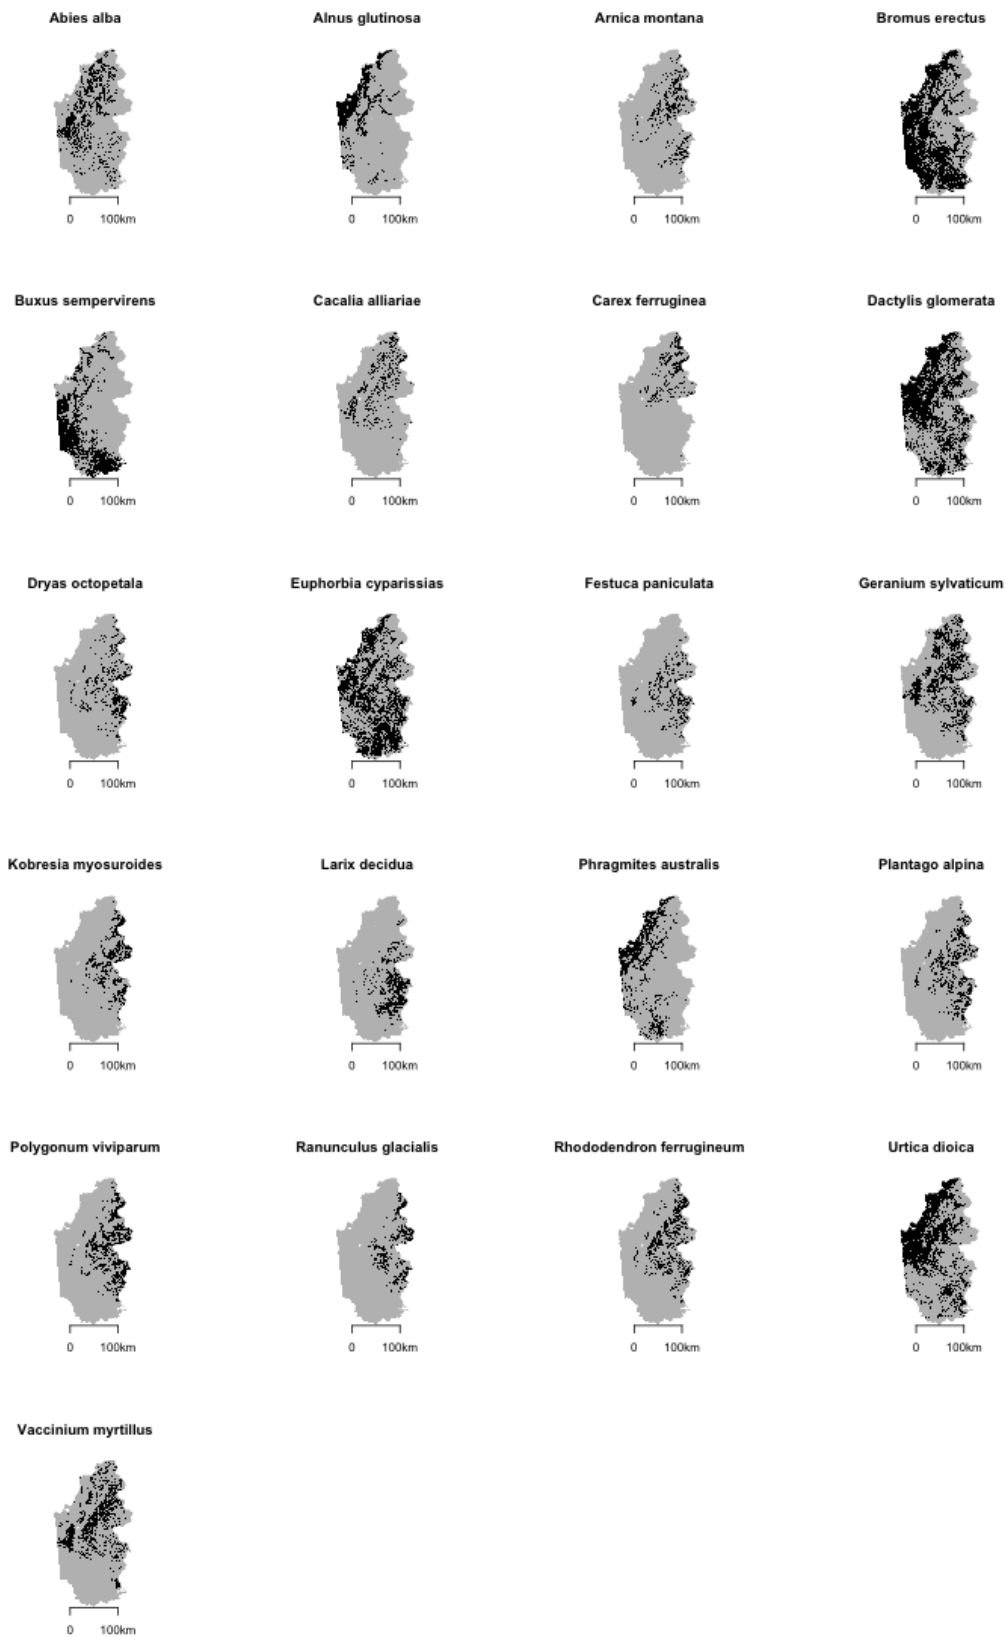 Abies alba
Alnus glutinosa
Arnica montana
Bromus erectus
0 100km
0 100km
0 100km
0 100km
Buxus sempervirens
Cacalia alliariae
Carex ferruginea
Dactylis glomerata
0 100km
0 100km
0 100km
0 100km
Dryas octopetala
Euphorbia cyparissias
Festuca paniculata
Geranium sylvaticum
0 100km
0 100km
0 100km
0 100km
Kobresia myosuroides
Larix decidua
Phragmites australis
Plantago alpina
0 100km
0 100km
0 100km
0 100km
Polygonum viviparum
Ranunculus glacialis
Rhododendron ferrugineum
Urtica dioica
0 100km
0 100km
0 100km
0 100km
Vaccinium myrtillus
0 100km